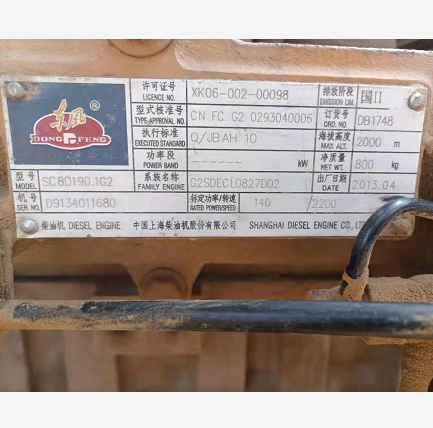 东风
DONG FENG
®
许可证号 LICENCE NO. XK06-002-00098 排放阶段 EMISSION LIM. 国II
型式核准号 TYPE-APPROVAL NO. CN FC G2 0293040006 订货号 ORD. NO. DB1748
执行标准 EXECUTED STANDARD Q/JBAH 10 海拔高度 MAX. ALT. 2000 m
功率段 POWER BAND ------ kW 净质量 NET WT. 800 kg
型号 MODEL SC8D190.1G2 系族名称 FAMILY ENGINE G2SDECL0827D02 出厂日期 DATE 2013.04
机号 SER. NO. D9134011680 标定功率/转速 RATED POWER/SPEED 140 /2200
柴油机 DIESEL ENGINE 中国上海柴油机股份有限公司 SHANGHAI DIESEL ENGINE CO., LTD.